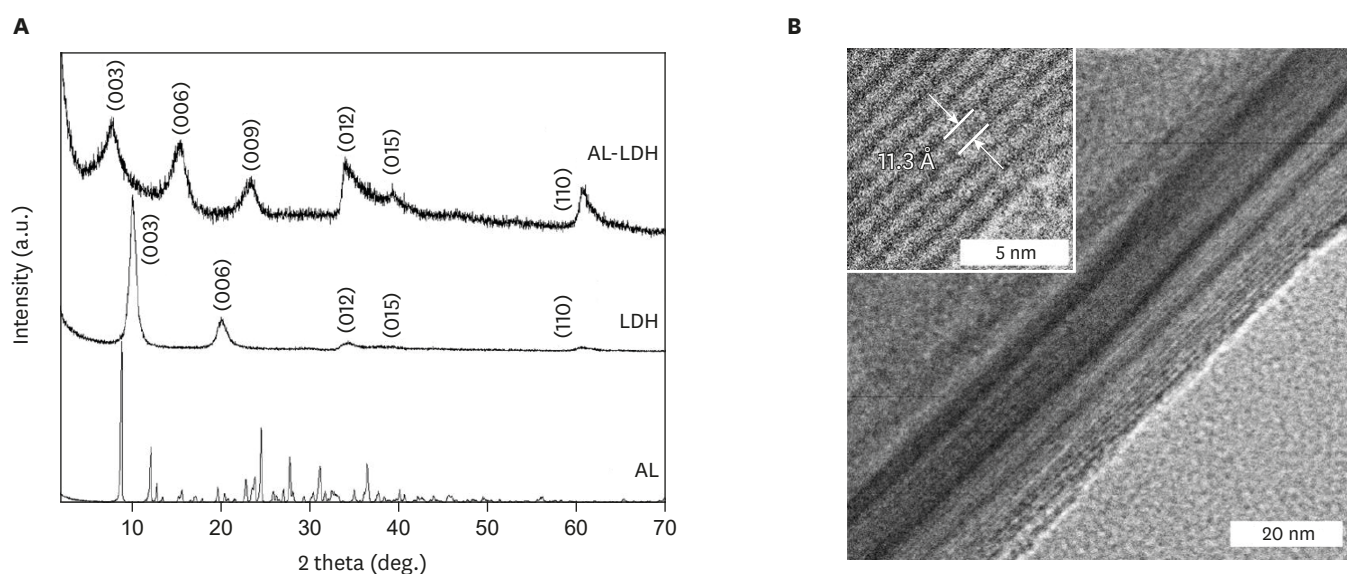 A
Intensity (a.u.)
(003)
(006)
(009)
(012)
(015)
(110)
AL-LDH
(003)
(006)
(012)
(015)
(110)
LDH
AL
10 20 30 40 50 60 70
2 theta (deg.)
B
11.3 Å
5 nm
20 nm